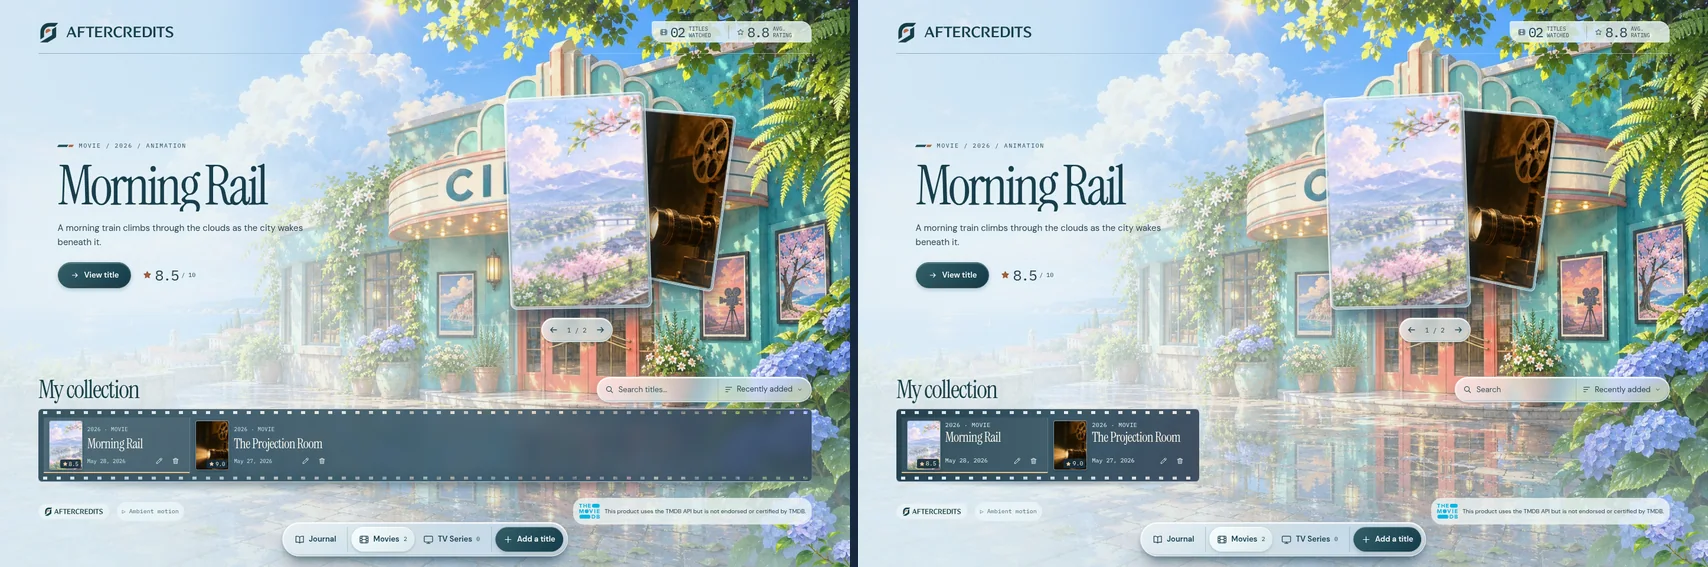 AFTERCREDITS
02 TITLES WATCHED
8.8 AVG. RATING
MOVIE / 2026 / ANIMATION
Morning Rail
A morning train climbs through the clouds as the city wakes
beneath it.
→ View title
★ 8.5 / 10
CI
← 1 / 2 →
My collection
Search titles…
Recently added
2026 · MOVIE
Morning Rail
★8.5
May 28, 2026
2026 · MOVIE
The Projection Room
★9.0
May 27, 2026
AFTERCREDITS
▷ Ambient motion
THE MOVIE DB
This product uses the TMDB API but is not endorsed or certified by TMDB.
Journal
Movies 2
TV Series 0
+ Add a title
AFTERCREDITS
02 TITLES WATCHED
8.8 AVG. RATING
MOVIE / 2026 / ANIMATION
Morning Rail
A morning train climbs through the clouds as the city wakes
beneath it.
→ View title
★ 8.5 / 10
C
← 1 / 2 →
My collection
Search
Recently added
2026 · MOVIE
Morning Rail
★8.5
May 28, 2026
2026 · MOVIE
The Projection Room
★9.0
May 27, 2026
AFTERCREDITS
▷ Ambient motion
THE MOVIE DB
This product uses the TMDB API but is not endorsed or certified by TMDB.
Journal
Movies 2
TV Series 0
+ Add a title